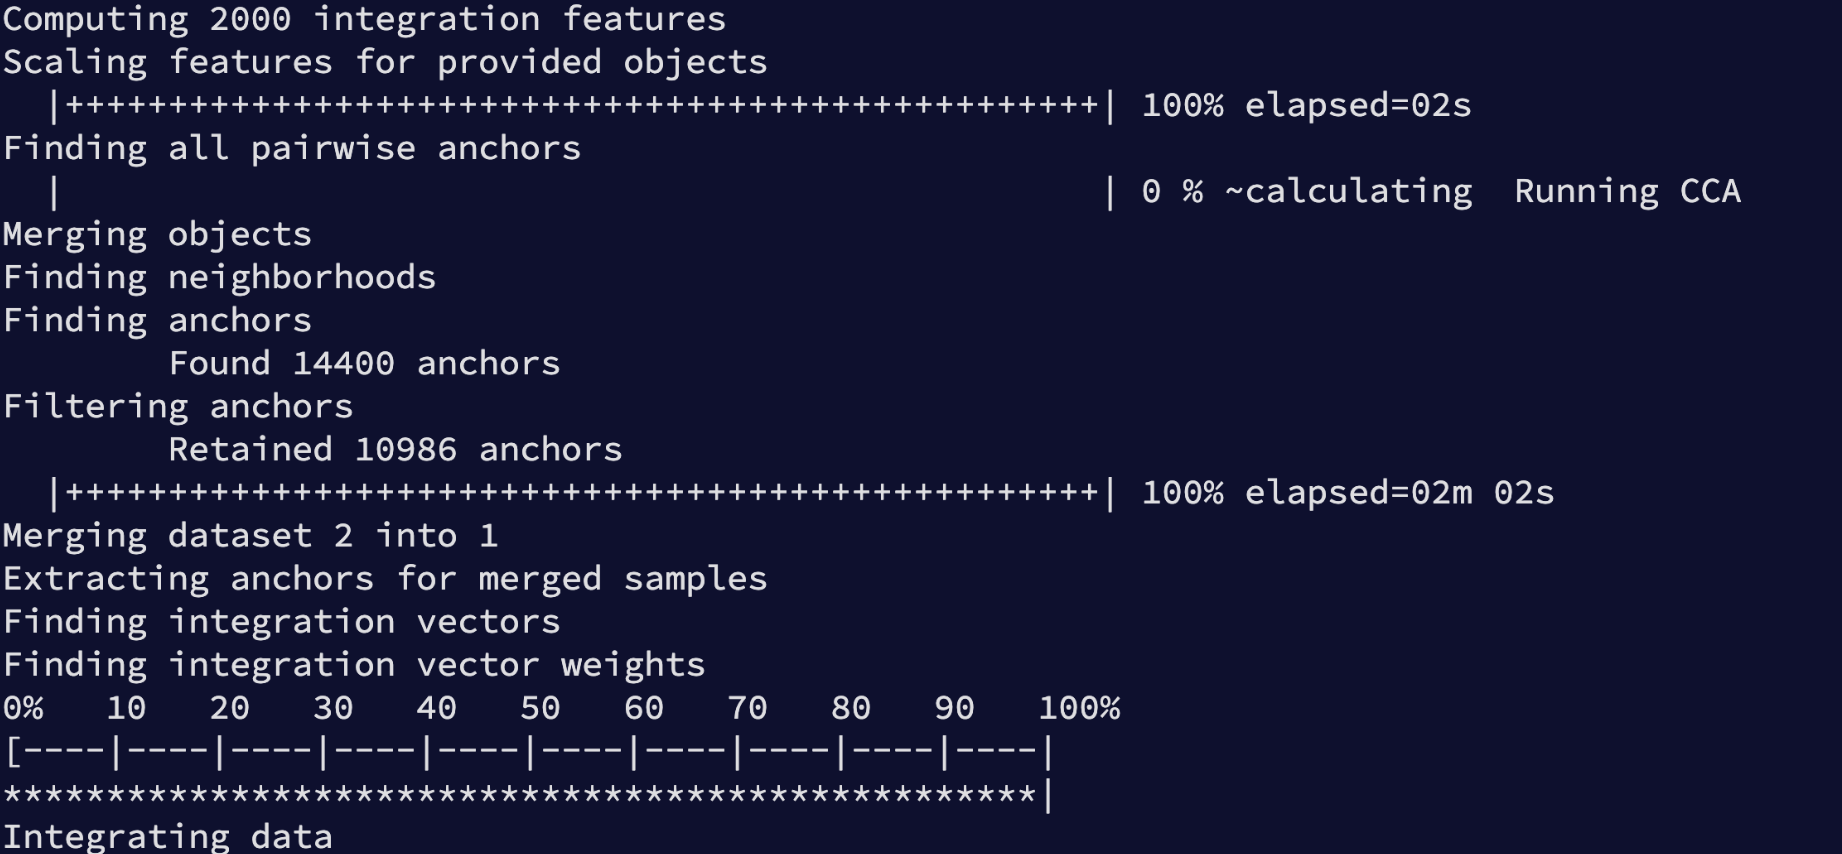 Computing 2000 integration features
Scaling features for provided objects
  |++++++++++++++++++++++++++++++++++++++++++++++++++| 100% elapsed=02s
Finding all pairwise anchors
  |                                                  | 0 % ~calculating  Running CCA
Merging objects
Finding neighborhoods
Finding anchors
        Found 14400 anchors
Filtering anchors
        Retained 10986 anchors
  |++++++++++++++++++++++++++++++++++++++++++++++++++| 100% elapsed=02m 02s
Merging dataset 2 into 1
Extracting anchors for merged samples
Finding integration vectors
Finding integration vector weights
0%   10   20   30   40   50   60   70   80   90   100%
[----|----|----|----|----|----|----|----|----|----|
**************************************************|
Integrating data